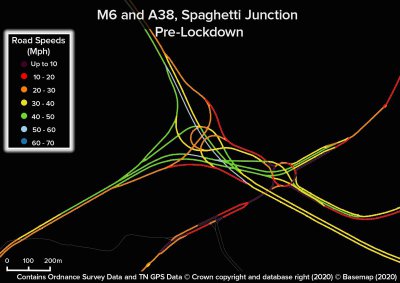 M6 and A38, Spaghetti Junction
Pre-Lockdown
Road Speeds
(Mph)
Up to 10
10 - 20
20 - 30
30 - 40
40 - 50
50 - 60
60 - 70
0 100 200m
Contains Ordnance Survey Data and TN GPS Data © Crown copyright and database right (2020) © Basemap (2020)